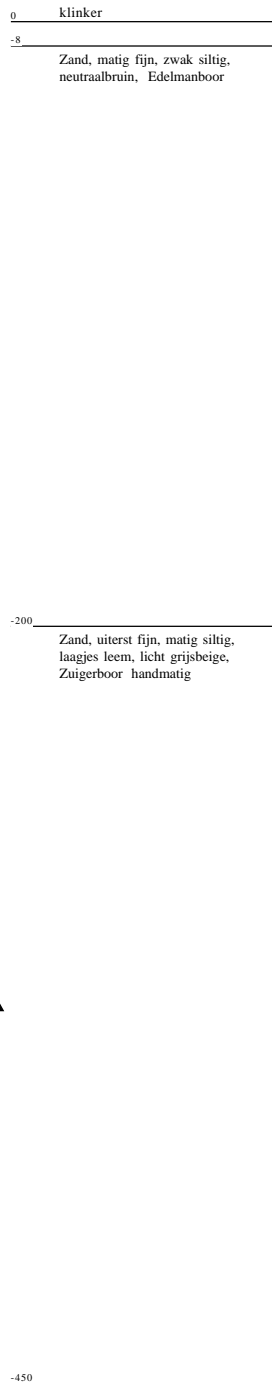 0 klinker
-8
Zand, matig fijn, zwak siltig,
neutraalbruin, Edelmanboor
-200
Zand, uiterst fijn, matig siltig,
laagjes leem, licht grijsbeige,
Zuigerboor handmatig
-450